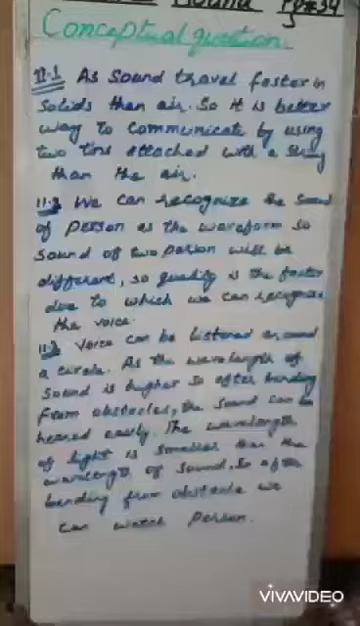 Sound Pg#34
Conceptual question.
11.1 As Sound travel faster in
solids than air. So it is better
way to communicate by using
two tins attached with a string
than the air.
11.2 We can recognize the sound
of person as the waveform so
sound of two person will be
different, so quality is the factor
due to which we can recognize
the voice.
11.3 Voice can be listened around
a circle. As the wavelength of
sound is higher so after bending
from obstacles, the sound can be
heared easily. The wavelength
of light is smaller than the
wavelength of sound, so after
bending from obstacle we
can watch person.
VIVAVIDEO